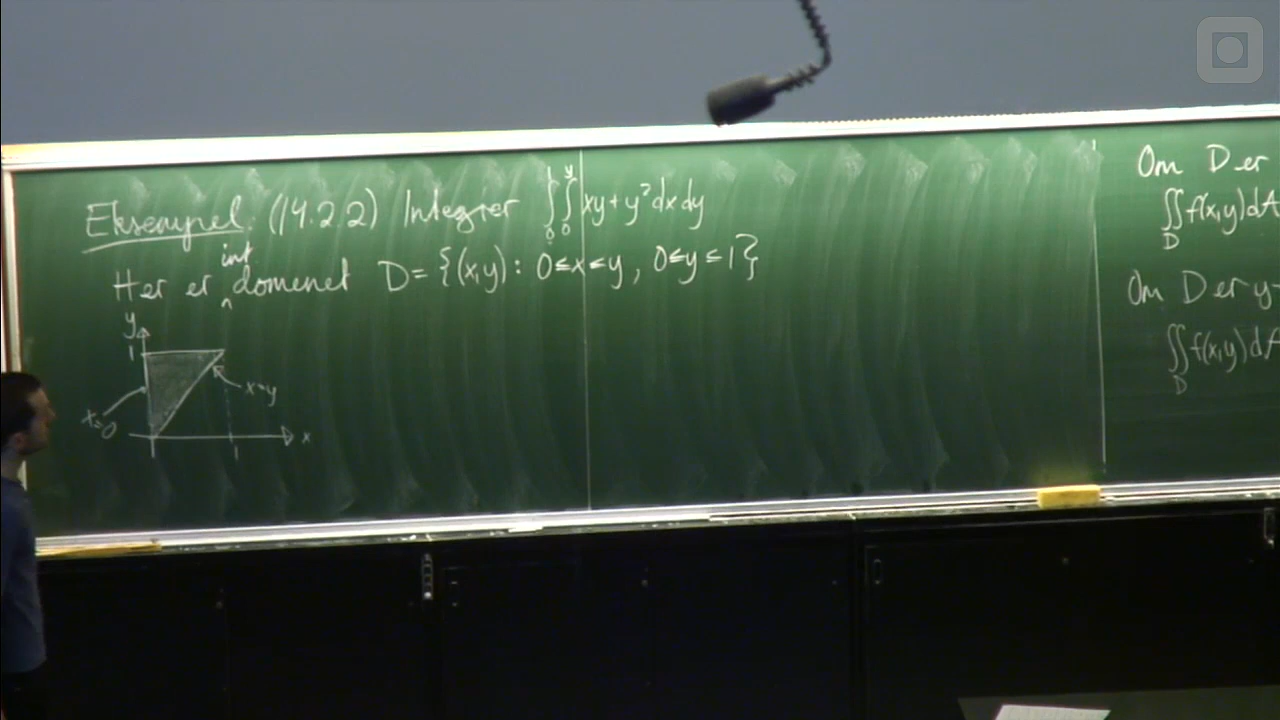 Eksempel (14.2.2) Integrer ∫₀¹ ∫₀ʸ xy + y² dx dy
int
Her er ^ domenet D = {(x,y) : 0 ≤ x ≤ y, 0 ≤ y ≤ 1}
y
1
x=y
x=0
x
Om D er
∬_D f(x,y) dA
Om D er y-
∬_D f(x,y) dA